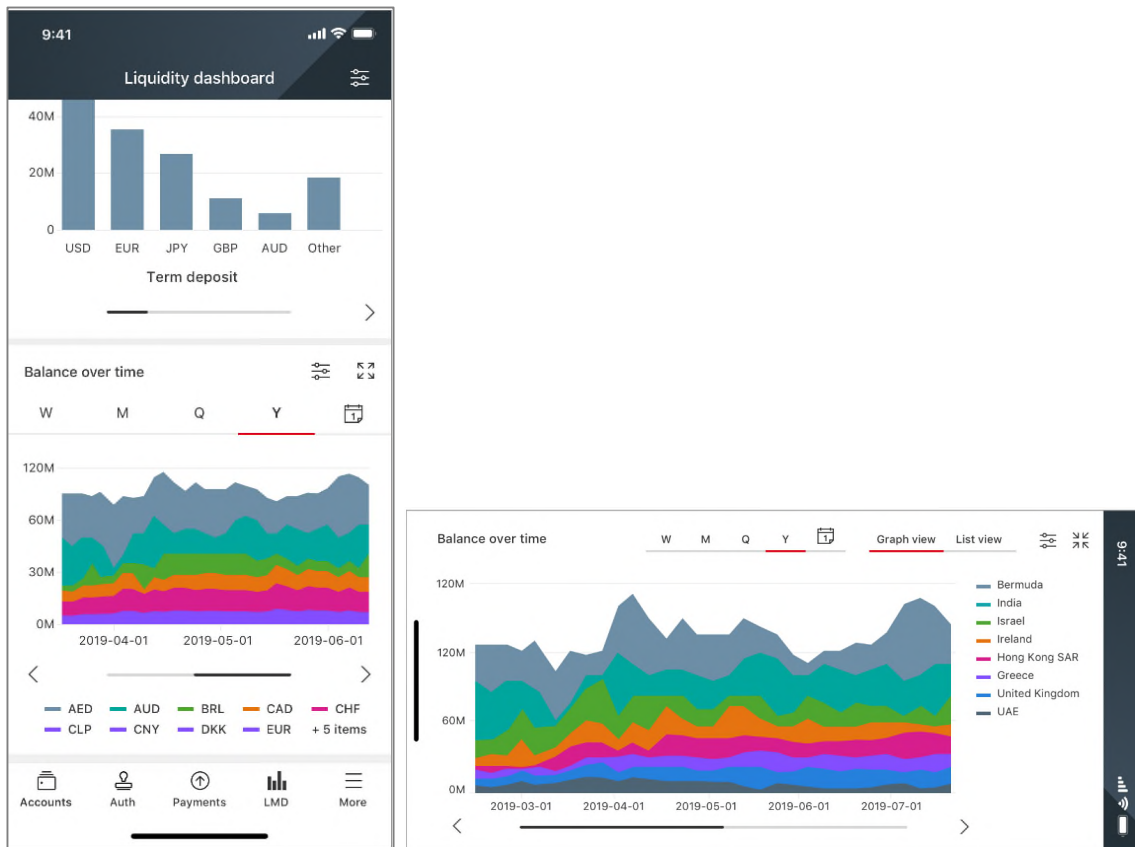 9:41
Liquidity dashboard
40M
20M
0
USD EUR JPY GBP AUD Other
Term deposit
Balance over time
W M Q Y 1
120M
60M
30M
0M
2019-04-01 2019-05-01 2019-06-01
AED AUD BRL CAD CHF
CLP CNY DKK EUR + 5 items
Accounts Auth Payments LMD More
Balance over time W M Q Y 1 Graph view List view
9:41
120M
120M
60M
0M
2019-03-01 2019-04-01 2019-05-01 2019-06-01 2019-07-01
Bermuda
India
Israel
Ireland
Hong Kong SAR
Greece
United Kingdom
UAE